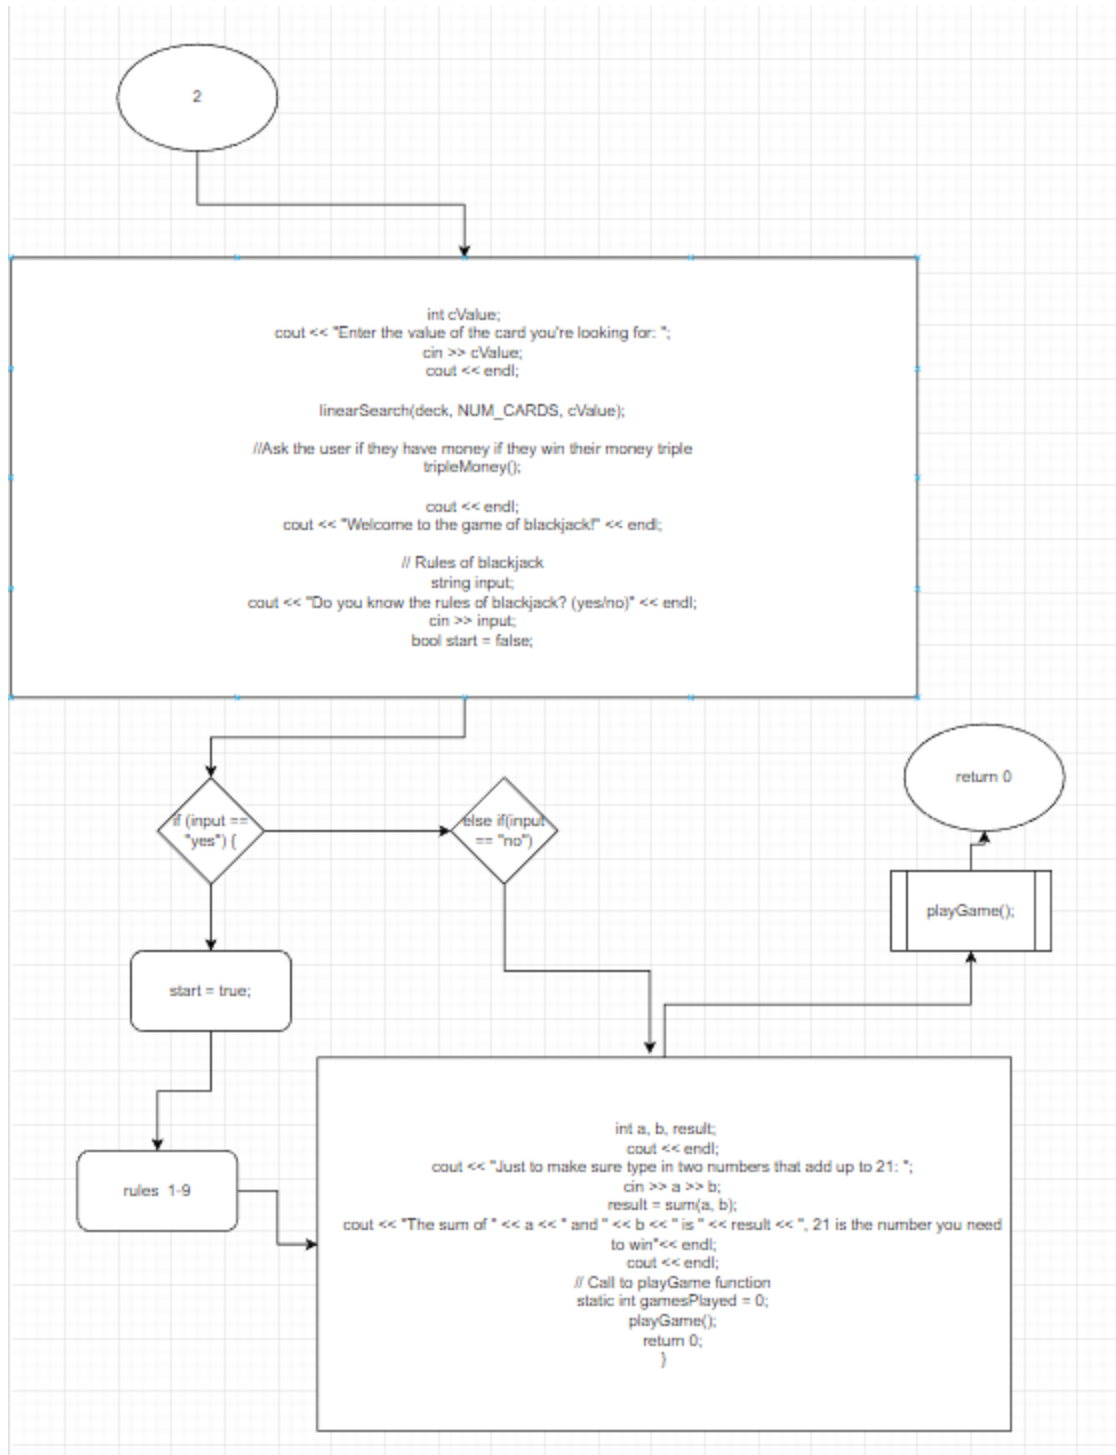 2
int cValue;
cout << "Enter the value of the card you're looking for: ";
cin >> cValue;
cout << endl;
linearSearch(deck, NUM_CARDS, cValue);
//Ask the user if they have money if they win their money triple
tripleMoney();
cout << endl;
cout << "Welcome to the game of blackjack!" << endl;
// Rules of blackjack
string input;
cout << "Do you know the rules of blackjack? (yes/no)" << endl;
cin >> input;
bool start = false;
return 0
if (input ==
"yes") {
else if(input
== "no")
playGame();
start = true;
rules 1-9
int a, b, result;
cout << endl;
cout << "Just to make sure type in two numbers that add up to 21: ";
cin >> a >> b;
result = sum(a, b);
cout << "The sum of " << a << " and " << b << " is " << result << ", 21 is the number you need
to win"<< endl;
cout << endl;
// Call to playGame function
static int gamesPlayed = 0;
playGame();
return 0;
}